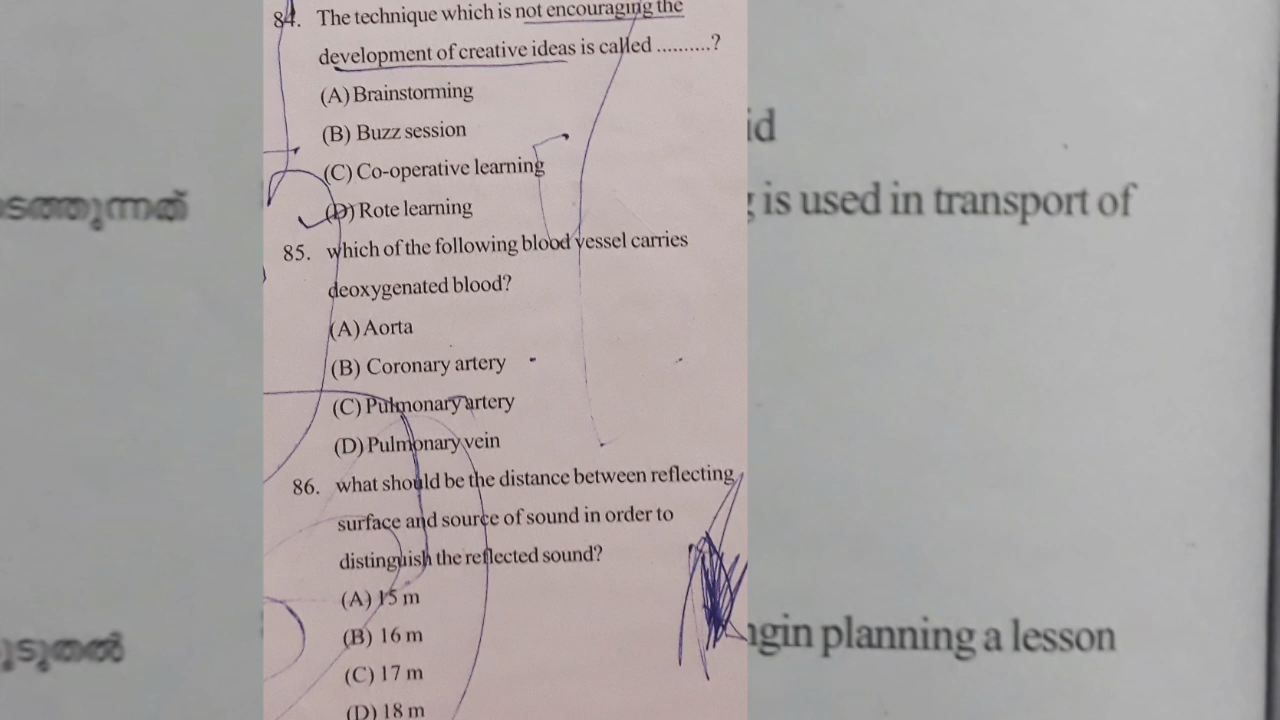 84. The technique which is not encouraging the
development of creative ideas is called ..........?
(A) Brainstorming
(B) Buzz session
(C) Co-operative learning
(D) Rote learning
85. which of the following blood vessel carries
deoxygenated blood?
(A) Aorta
(B) Coronary artery
(C) Pulmonary artery
(D) Pulmonary vein
86. what should be the distance between reflecting
surface and source of sound in order to
distinguish the reflected sound?
(A) 15 m
(B) 16 m
(C) 17 m
(D) 18 m
is used in transport of
planning a lesson